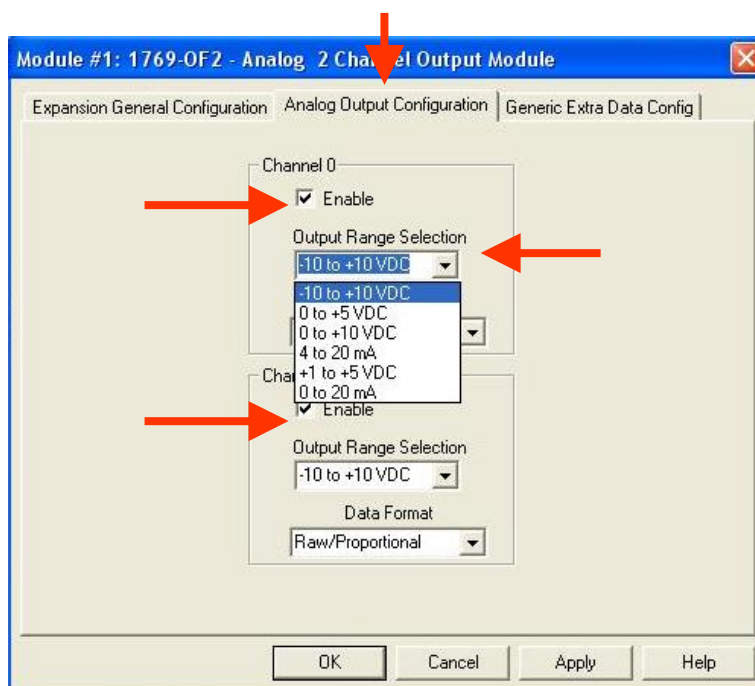 Module #1: 1769-OF2 - Analog 2 Channel Output Module
Expansion General Configuration
Analog Output Configuration
Generic Extra Data Config
Channel 0
Enable
Output Range Selection
-10 to +10 VDC
-10 to +10 VDC
0 to +5 VDC
0 to +10 VDC
4 to 20 mA
+1 to +5 VDC
0 to 20 mA
Cha
Enable
Output Range Selection
-10 to +10 VDC
Data Format
Raw/Proportional
OK
Cancel
Apply
Help